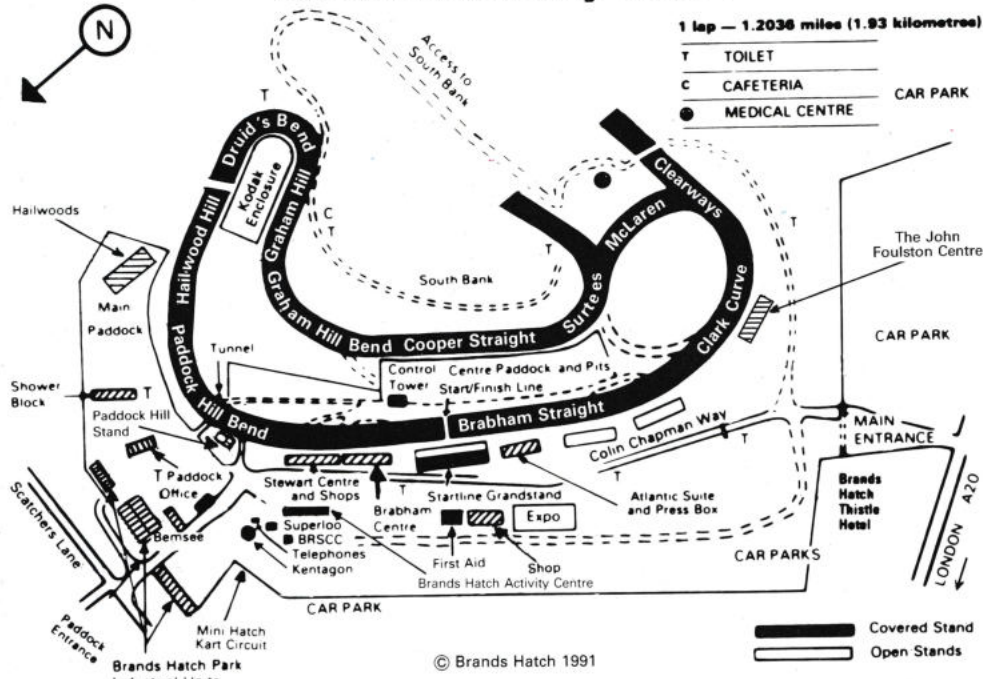 N
1 lap — 1.2036 miles (1.93 kilometres)
T TOILET
C CAFETERIA
MEDICAL CENTRE
CAR PARK
Access to
South Bank
T
Druid's Bend
Kodak
Enclosure
Hailwood Hill
Graham Hill
Clearways
McLaren
Surtees
Clark Curve
T
Hailwoods
C
T
T
The John
Foulston Centre
Main
Paddock
South Bank
CAR PARK
Paddock Hill Bend
Graham Hill Bend
Cooper Straight
Tunnel
Control
Tower
Centre Paddock and Pits
Start/Finish Line
Shower
Block
T
Paddock Hill
Stand
Brabham Straight
Colin Chapman Way
T
MAIN
ENTRANCE
T Paddock
Office
Stewart Centre
and Shops
T
Brabham
Centre
Startline Grandstand
Atlantic Suite
and Press Box
T
Brands
Hatch
Thistle
Hotel
LONDON A20
Scatchers Lane
Bemsee
Superloo
BRSCC
Telephones
Kentagon
First Aid
Shop
Expo
Brands Hatch Activity Centre
CAR PARKS
CAR PARK
Paddock
Entrance
Mini Hatch
Kart Circuit
Brands Hatch Park
© Brands Hatch 1991
Covered Stand
Open Stands